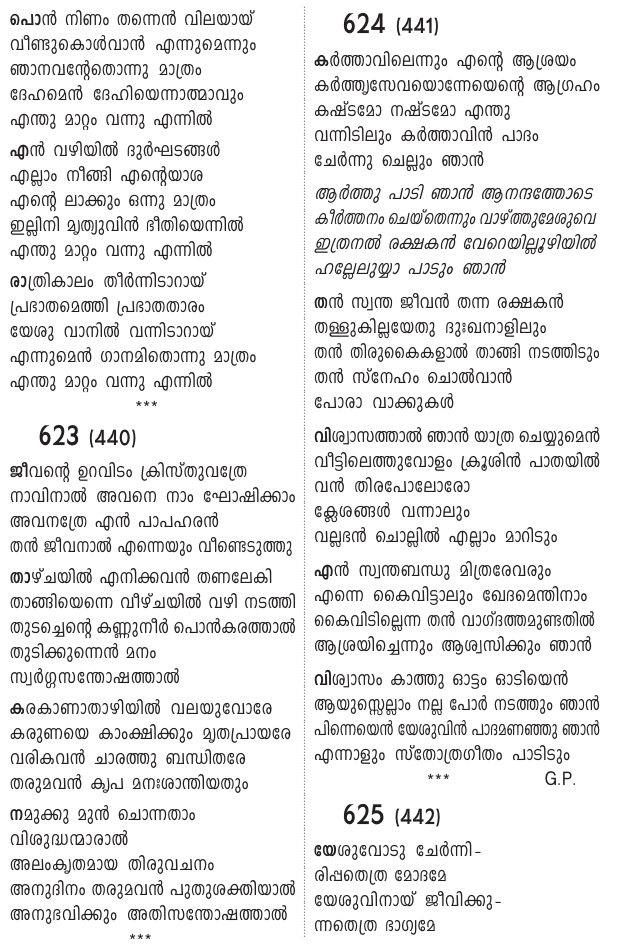 പൊൻ നിണം തന്നെൻ വിലയായ്
വീണ്ടുകൊൾവാൻ എന്നുമെന്നും
ഞാനവന്റേതൊന്നു മാത്രം
ദേഹമെൻ ദേഹിയെന്നാത്മാവും
എന്തു മാറ്റം വന്നു എന്നിൽ
എൻ വഴിയിൽ ദുർഘടങ്ങൾ
എല്ലാം നീങ്ങി എന്റെയാശ
എന്റെ ലാക്കും ഒന്നു മാത്രം
ഇല്ലിനി മൃത്യുവിൻ ഭീതിയെന്നിൽ
എന്തു മാറ്റം വന്നു എന്നിൽ
രാത്രികാലം തീർന്നിടാറായ്
പ്രഭാതമെത്തി പ്രഭാതതാരം
യേശു വാനിൽ വന്നിടാറായ്
എന്നുമെൻ ഗാനമിതൊന്നു മാത്രം
എന്തു മാറ്റം വന്നു എന്നിൽ
***
623 (440)
ജീവന്റെ ഉറവിടം ക്രിസ്തുവത്രേ
നാവിനാൽ അവനെ നാം ഘോഷിക്കാം
അവനത്രേ എൻ പാപഹരൻ
തൻ ജീവനാൽ എന്നെയും വീണ്ടെടുത്തു
താഴ്ചയിൽ എനിക്കവൻ തണലേകി
താങ്ങിയെന്നെ വീഴ്ചയിൽ വഴി നടത്തി
തുടച്ചെന്റെ കണ്ണുനീർ പൊൻകരത്താൽ
തുടിക്കുന്നെൻ മനം
സ്വർഗ്ഗസന്തോഷത്താൽ
കരകാണാതാഴിയിൽ വലയുവോരേ
കരുണയെ കാംക്ഷിക്കും മൃതപ്രായരേ
വരികവൻ ചാരത്തു ബന്ധിതരേ
തരുമവൻ കൃപ മനഃശാന്തിയതും
നമുക്കു മുൻ ചൊന്നതാം
വിശുദ്ധന്മാരാൽ
അലംകൃതമായ തിരുവചനം
അനുദിനം തരുമവൻ പുതുശക്തിയാൽ
അനുഭവിക്കും അതിസന്തോഷത്താൽ
***
624 (441)
കർത്താവിലെന്നും എന്റെ ആശ്രയം
കർത്തൃസേവയൊന്നേയെന്റെ ആഗ്രഹം
കഷ്ടമോ നഷ്ടമോ എന്തു
വന്നിടിലും കർത്താവിൻ പാദം
ചേർന്നു ചെല്ലും ഞാൻ
ആർത്തു പാടി ഞാൻ ആനന്ദത്തോടെ
കീർത്തനം ചെയ്തെന്നും വാഴ്ത്തുമേശുവെ
ഇത്രനൽ രക്ഷകൻ വേറെയില്ലൂഴിയിൽ
ഹല്ലേലുയ്യാ പാടും ഞാൻ
തൻ സ്വന്ത ജീവൻ തന്ന രക്ഷകൻ
തള്ളുകില്ലയേതു ദുഃഖനാളിലും
തൻ തിരുകൈകളാൽ താങ്ങി നടത്തിടും
തൻ സ്നേഹം ചൊൽവാൻ
പോരാ വാക്കുകൾ
വിശ്വാസത്താൽ ഞാൻ യാത്ര ചെയ്യുമെൻ
വീട്ടിലെത്തുവോളം ക്രൂശിൻ പാതയിൽ
വൻ തിരപോലോരോ
ക്ലേശങ്ങൾ വന്നാലും
വല്ലഭൻ ചൊല്ലിൽ എല്ലാം മാറിടും
എൻ സ്വന്തബന്ധു മിത്രരേവരും
എന്നെ കൈവിട്ടാലും ഖേദമെന്തിനാം
കൈവിടില്ലെന്ന തൻ വാഗ്ദത്തമുണ്ടതിൽ
ആശ്രയിച്ചെന്നും ആശ്വസിക്കും ഞാൻ
വിശ്വാസം കാത്തു ഓട്ടം ഓടിയെൻ
ആയുസ്സെല്ലാം നല്ല പോർ നടത്തും ഞാൻ
പിന്നെയെൻ യേശുവിൻ പാദമണഞ്ഞു ഞാൻ
എന്നാളും സ്തോത്രഗീതം പാടിടും
*** G.P.
625 (442)
യേശുവോടു ചേർന്നി-
രിപ്പതെത്ര മോദമേ
യേശുവിനായ് ജീവിക്കു-
ന്നതെത്ര ഭാഗ്യമേ